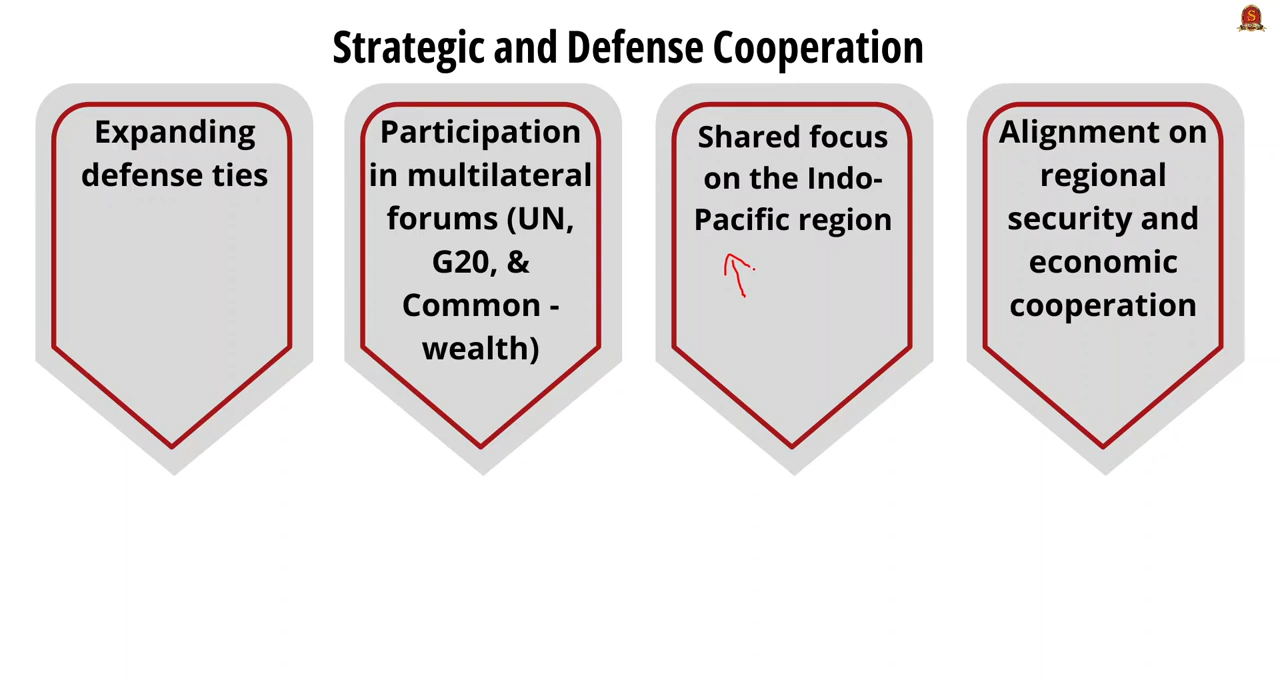 Strategic and Defense Cooperation
Expanding
defense ties
Participation
in multilateral
forums (UN,
G20, &
Common -
wealth)
Shared focus
on the Indo-
Pacific region
Alignment on
regional
security and
economic
cooperation
S